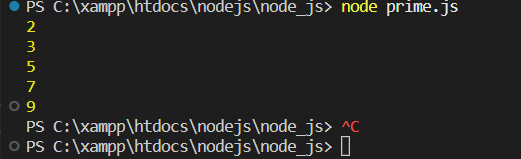 PS C:\xampp\htdocs\nodejs\node_js> node prime.js
2
3
5
7
9
PS C:\xampp\htdocs\nodejs\node_js> ^C
PS C:\xampp\htdocs\nodejs\node_js>